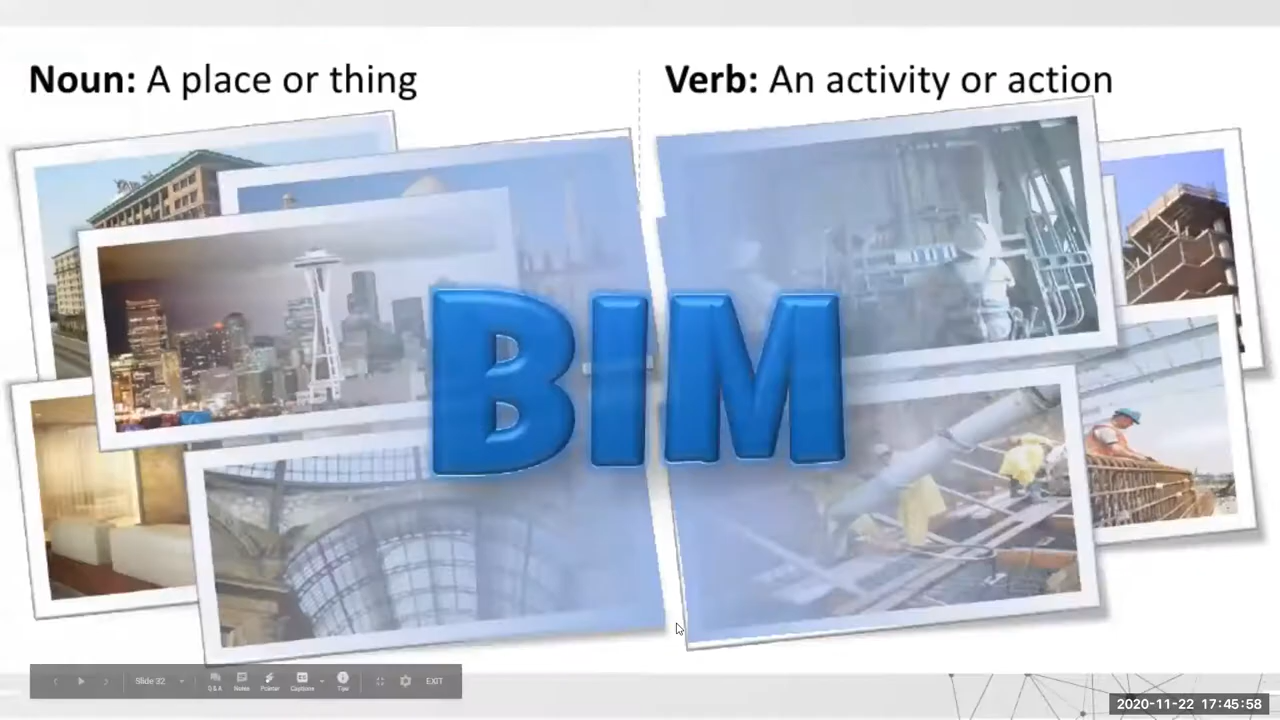 Noun: A place or thing
Verb: An activity or action
BIM
Slide 32
Q & A
Notes
Pointer
Captions
Tips
EXIT
2020-11-22 17:45:58